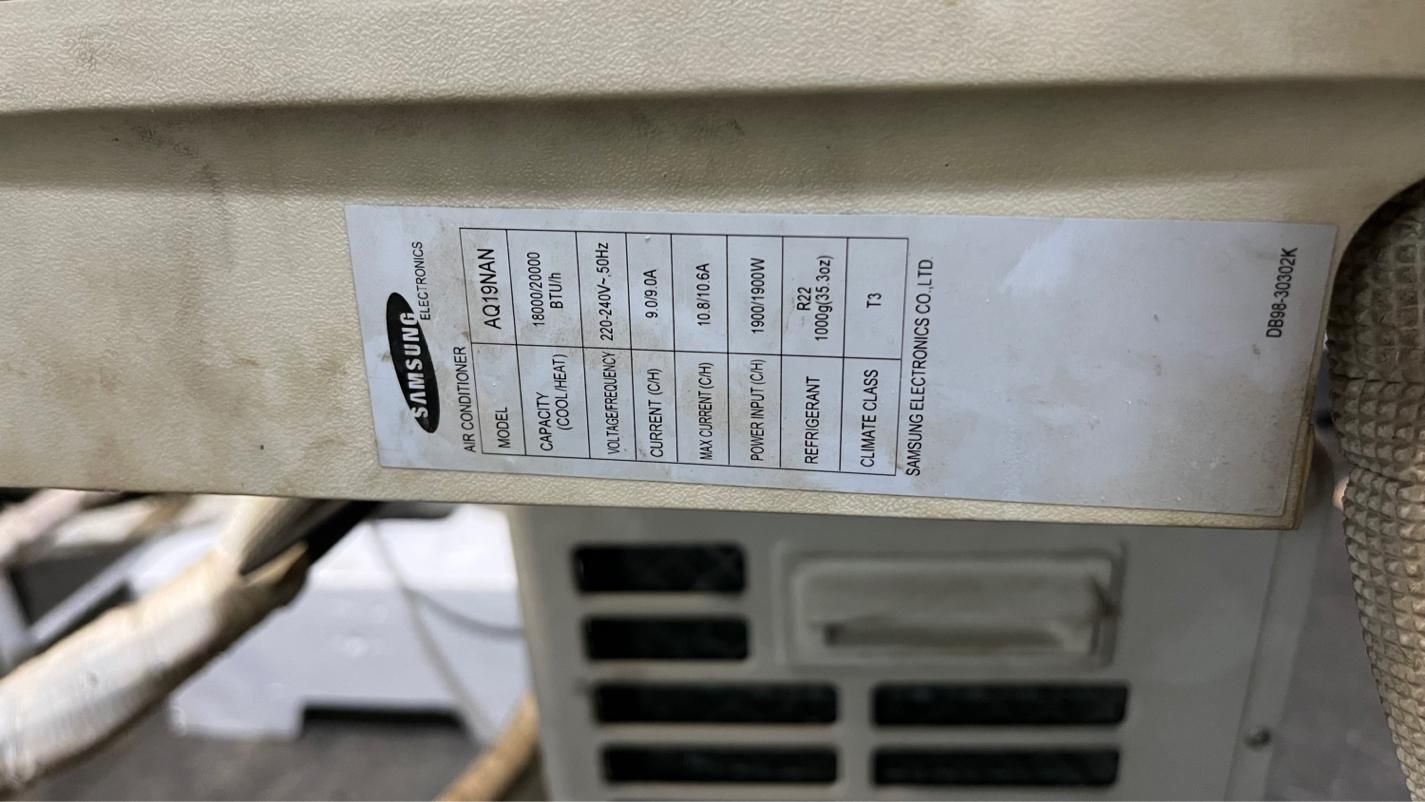 SAMSUNG
ELECTRONICS
AIR CONDITIONER
MODEL AQ19NAN
CAPACITY (COOL/HEAT) 18000/20000 BTU/h
VOLTAGE/FREQUENCY 220-240V~,50Hz
CURRENT (C/H) 9.0/9.0A
MAX CURRENT (C/H) 10.8/10.6A
POWER INPUT (C/H) 1900/1900W
REFRIGERANT R22 1000g(35.3oz)
CLIMATE CLASS T3
SAMSUNG ELECTRONICS CO.,LTD
DB98-30302K